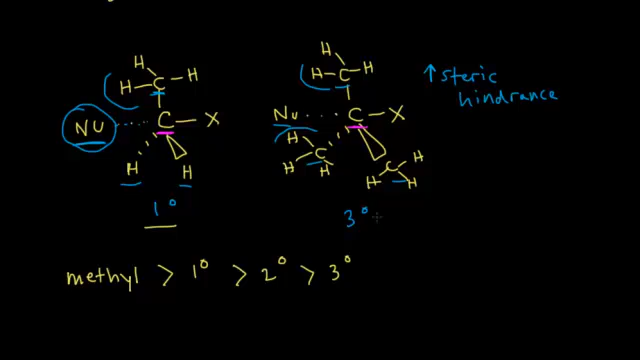 H
H C H
Nu C X
H H
1°
H
H C H
Nu C X
H
H C H
C H
H H
3°
↑ steric
hindrance
methyl > 1° > 2° > 3°